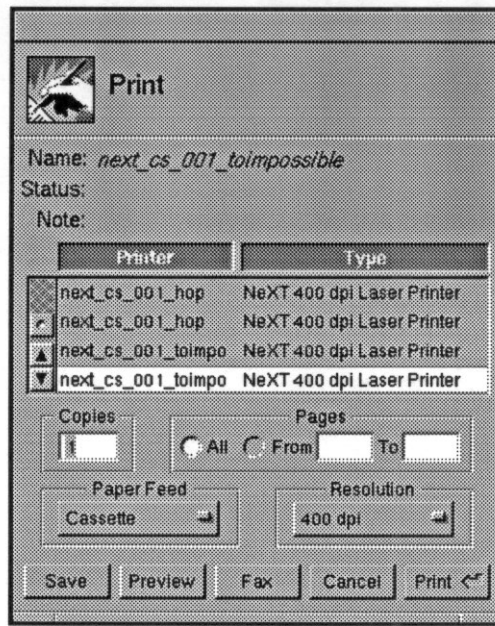 Print
Name: next_cs_001_toimpossible
Status:
Note:
Printer Type
next_cs_001_hop NeXT 400 dpi Laser Printer
next_cs_001_hop NeXT 400 dpi Laser Printer
next_cs_001_toimpo NeXT 400 dpi Laser Printer
next_cs_001_toimpo NeXT 400 dpi Laser Printer
Copies Pages
1 All From To
Paper Feed Resolution
Cassette 400 dpi
Save Preview Fax Cancel Print